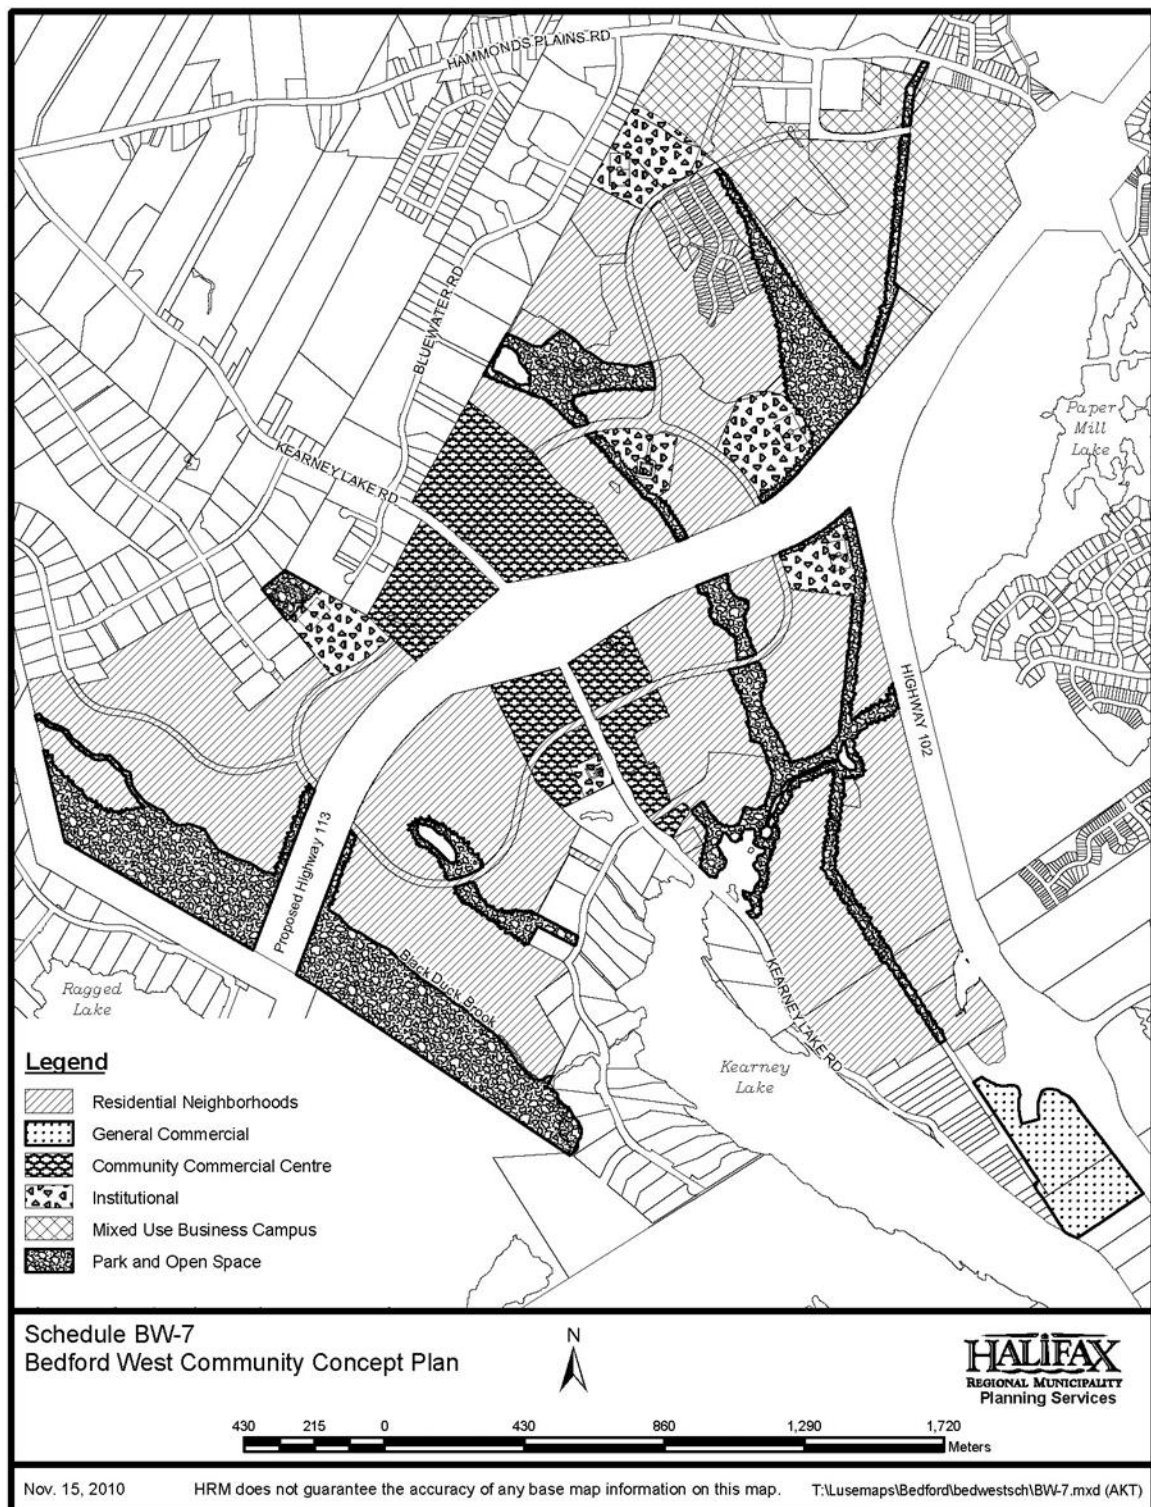 HAMMONDS PLAINS RD
BLUEWATER RD
Paper
Mill
Lake
KEARNEY LAKE RD
HIGHWAY 102
Proposed Highway 113
Black Duck Brook
Ragged
Lake
KEARNEY LAKE RD
Kearney
Lake
Legend
Residential Neighborhoods
General Commercial
Community Commercial Centre
Institutional
Mixed Use Business Campus
Park and Open Space
Schedule BW-7
Bedford West Community Concept Plan
N
HALIFAX
REGIONAL MUNICIPALITY
Planning Services
430 215 0 430 860 1,290 1,720
Meters
Nov. 15, 2010 HRM does not guarantee the accuracy of any base map information on this map. T:\Lusemaps\Bedford\bedwestsch\BW-7.mxd (AKT)